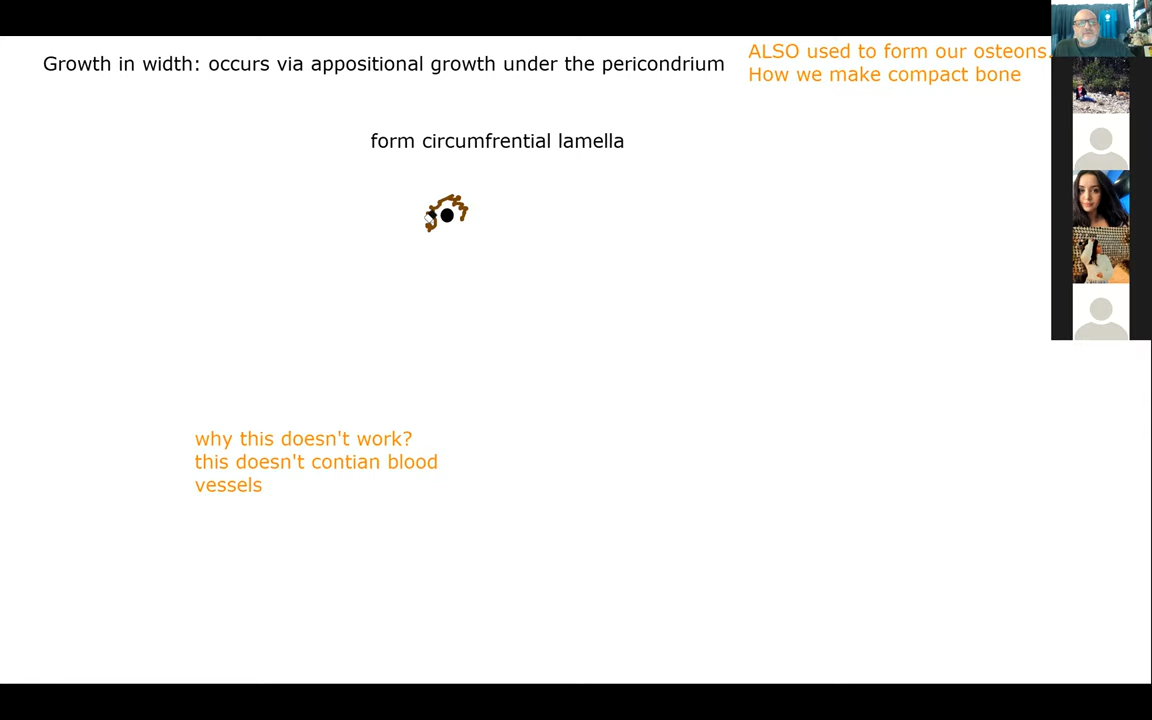 Growth in width: occurs via appositional growth under the pericondrium
ALSO used to form our osteons.
How we make compact bone
form circumfrential lamella
why this doesn't work?
this doesn't contian blood
vessels